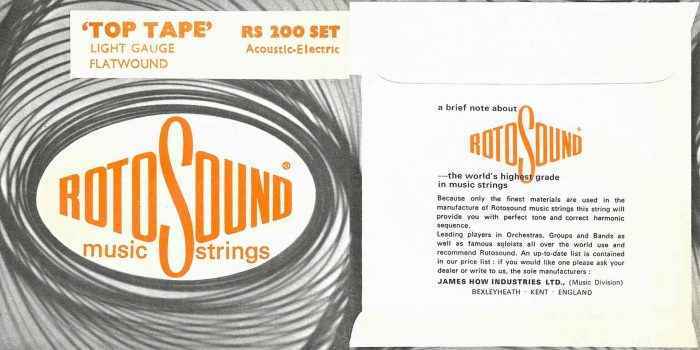 'TOP TAPE'
LIGHT GAUGE
FLATWOUND
RS 200 SET
Acoustic-Electric
ROTOSOUND®
music strings
a brief note about
ROTOSOUND
—the world's highest grade
in music strings
Because only the finest materials are used in the
manufacture of Rotosound music strings this string will
provide you with perfect tone and correct harmonic
sequence.
Leading players in Orchestras, Groups and Bands as
well as famous soloists all over the world use and
recommend Rotosound. An up-to-date list is contained
in our price list : if you would like one please ask your
dealer or write to us, the sole manufacturers :
JAMES HOW INDUSTRIES LTD., (Music Division)
BEXLEYHEATH · KENT · ENGLAND